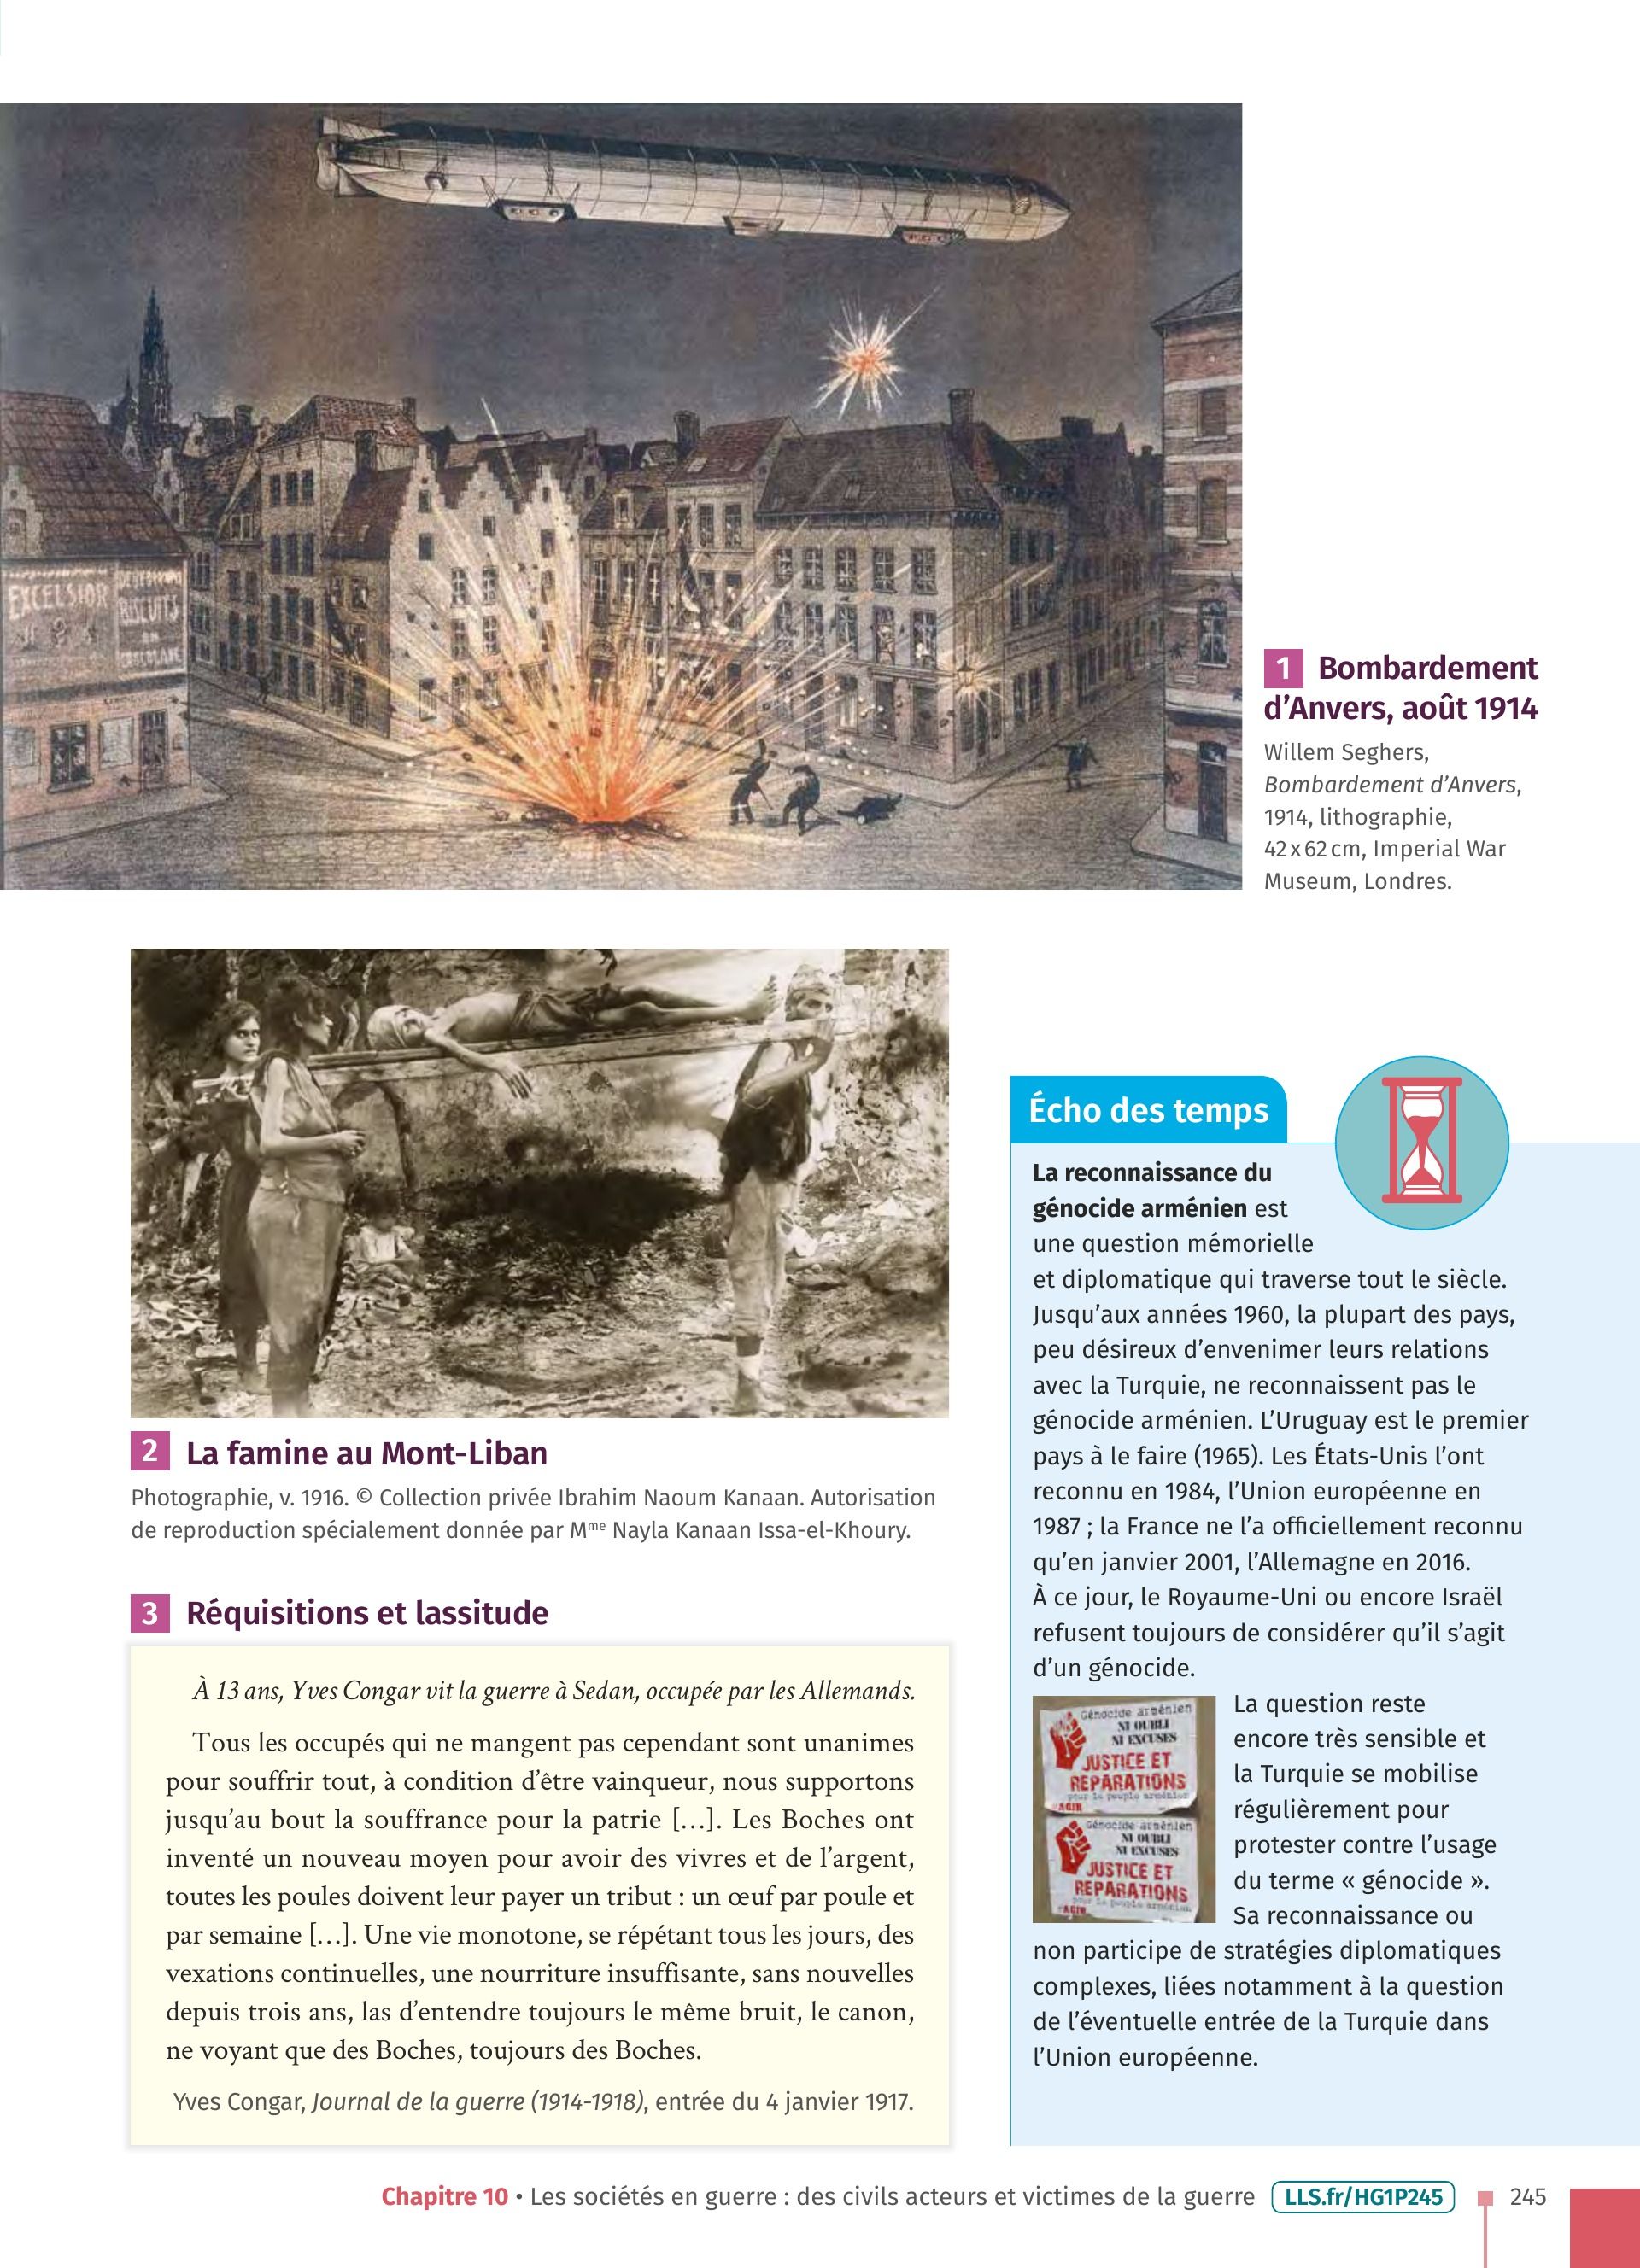 EXCELSIOR
BISCUITS
CHOCOLAT
1 Bombardement
d'Anvers, août 1914
Willem Seghers,
Bombardement d'Anvers,
1914, lithographie,
42 x 62 cm, Imperial War
Museum, Londres.
2 La famine au Mont-Liban
Photographie, v. 1916. © Collection privée Ibrahim Naoum Kanaan. Autorisation
de reproduction spécialement donnée par Mme Nayla Kanaan Issa-el-Khoury.
3 Réquisitions et lassitude
À 13 ans, Yves Congar vit la guerre à Sedan, occupée par les Allemands.
Tous les occupés qui ne mangent pas cependant sont unanimes
pour souffrir tout, à condition d'être vainqueur, nous supportons
jusqu'au bout la souffrance pour la patrie […]. Les Boches ont
inventé un nouveau moyen pour avoir des vivres et de l'argent,
toutes les poules doivent leur payer un tribut : un œuf par poule et
par semaine […]. Une vie monotone, se répétant tous les jours, des
vexations continuelles, une nourriture insuffisante, sans nouvelles
depuis trois ans, las d'entendre toujours le même bruit, le canon,
ne voyant que des Boches, toujours des Boches.
Yves Congar, Journal de la guerre (1914-1918), entrée du 4 janvier 1917.
Écho des temps
La reconnaissance du
génocide arménien est
une question mémorielle
et diplomatique qui traverse tout le siècle.
Jusqu'aux années 1960, la plupart des pays,
peu désireux d'envenimer leurs relations
avec la Turquie, ne reconnaissent pas le
génocide arménien. L'Uruguay est le premier
pays à le faire (1965). Les États-Unis l'ont
reconnu en 1984, l'Union européenne en
1987 ; la France ne l'a officiellement reconnu
qu'en janvier 2001, l'Allemagne en 2016.
À ce jour, le Royaume-Uni ou encore Israël
refusent toujours de considérer qu'il s'agit
d'un génocide.
Génocide arménien
NI OUBLI
NI EXCUSES
JUSTICE ET
REPARATIONS
pour le peuple arménien
AGIR
Génocide arménien
NI OUBLI
NI EXCUSES
JUSTICE ET
REPARATIONS
pour le peuple arménien
AGIR
La question reste
encore très sensible et
la Turquie se mobilise
régulièrement pour
protester contre l'usage
du terme « génocide ».
Sa reconnaissance ou
non participe de stratégies diplomatiques
complexes, liées notamment à la question
de l'éventuelle entrée de la Turquie dans
l'Union européenne.
Chapitre 10 • Les sociétés en guerre : des civils acteurs et victimes de la guerre LLS.fr/HG1P245 245